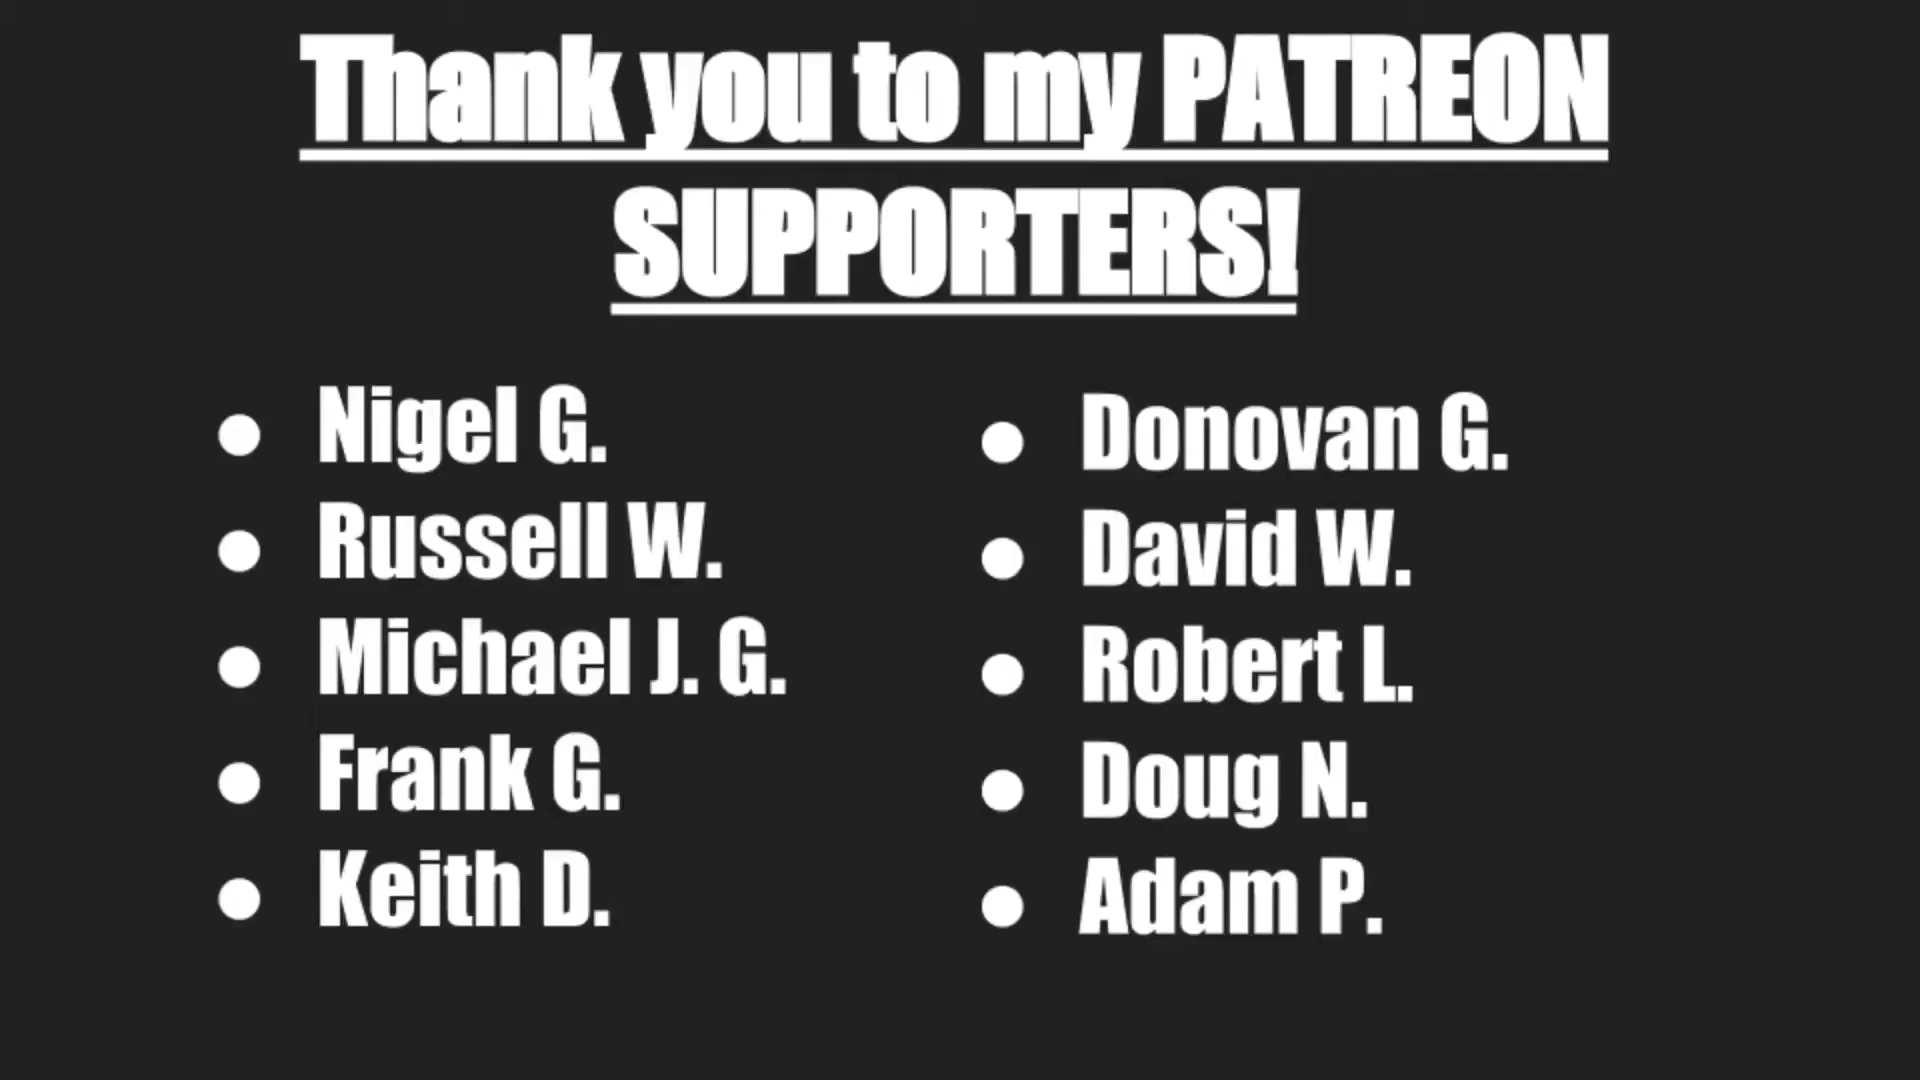 Thank you to my PATREON
SUPPORTERS!
● Nigel G.
● Russell W.
● Michael J. G.
● Frank G.
● Keith D.
● Donovan G.
● David W.
● Robert L.
● Doug N.
● Adam P.